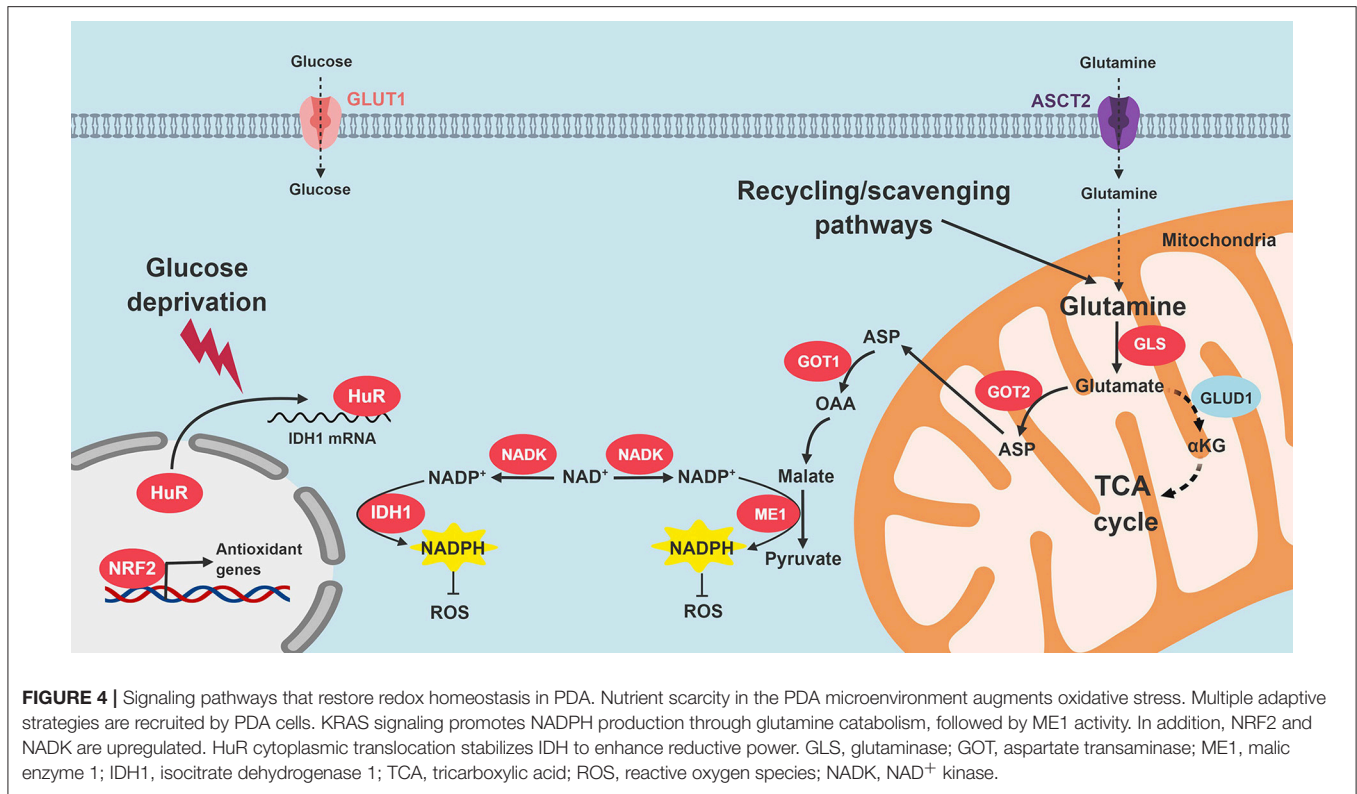 Glucose
GLUT1
Glucose
Glutamine
ASCT2
Glutamine
Recycling/scavenging
pathways
Mitochondria
Glucose
deprivation
Glutamine
GLS
Glutamate
GLUD1
αKG
TCA
cycle
GOT2
ASP
ASP
GOT1
OAA
Malate
ME1
Pyruvate
HuR
IDH1 mRNA
HuR
NRF2
Antioxidant
genes
NADP⁺
NADK
NAD⁺
NADK
NADP⁺
IDH1
NADPH
ROS
NADPH
ROS
FIGURE 4 | Signaling pathways that restore redox homeostasis in PDA. Nutrient scarcity in the PDA microenvironment augments oxidative stress. Multiple adaptive
strategies are recruited by PDA cells. KRAS signaling promotes NADPH production through glutamine catabolism, followed by ME1 activity. In addition, NRF2 and
NADK are upregulated. HuR cytoplasmic translocation stabilizes IDH to enhance reductive power. GLS, glutaminase; GOT, aspartate transaminase; ME1, malic
enzyme 1; IDH1, isocitrate dehydrogenase 1; TCA, tricarboxylic acid; ROS, reactive oxygen species; NADK, NAD⁺ kinase.